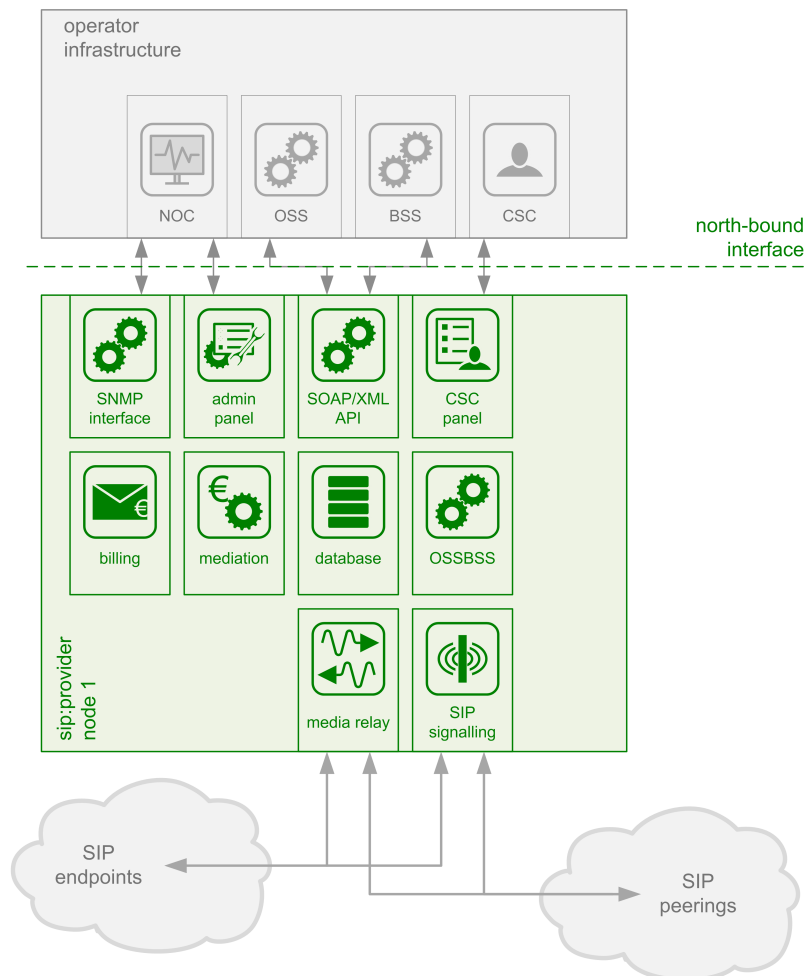 operator
infrastructure
NOC
OSS
BSS
CSC
north-bound
interface
SNMP
interface
admin
panel
SOAP/XML
API
CSC
panel
€
€
billing
mediation
database
OSSBSS
sip:provider
node 1
media relay
SIP
signalling
SIP
endpoints
SIP
peerings